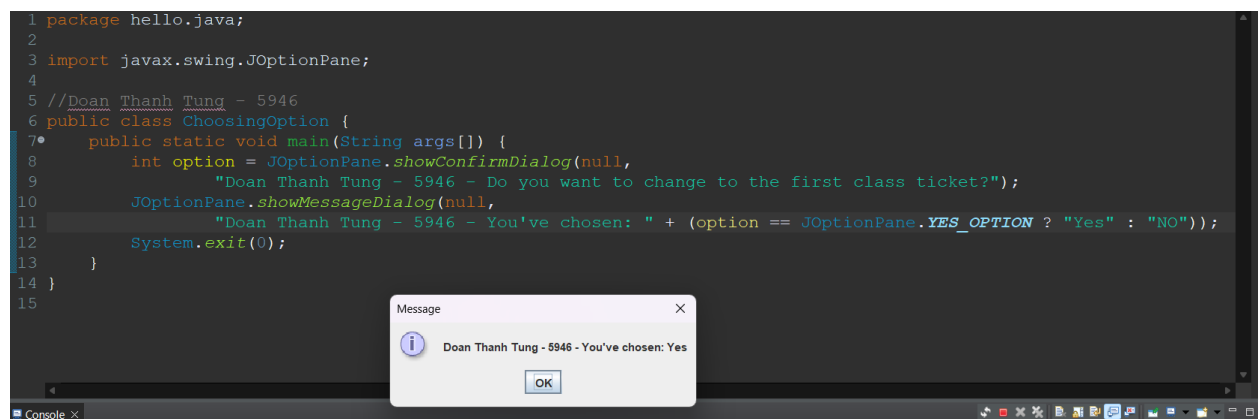 1 package hello.java;
2
3 import javax.swing.JOptionPane;
4
5 //Doan Thanh Tung - 5946
6 public class ChoosingOption {
7 public static void main(String args[]) {
8 int option = JOptionPane.showConfirmDialog(null,
9 "Doan Thanh Tung - 5946 - Do you want to change to the first class ticket?");
10 JOptionPane.showMessageDialog(null,
11 "Doan Thanh Tung - 5946 - You've chosen: " + (option == JOptionPane.YES_OPTION ? "Yes" : "NO"));
12 System.exit(0);
13 }
14 }
15
Message
Doan Thanh Tung - 5946 - You've chosen: Yes
OK
Console